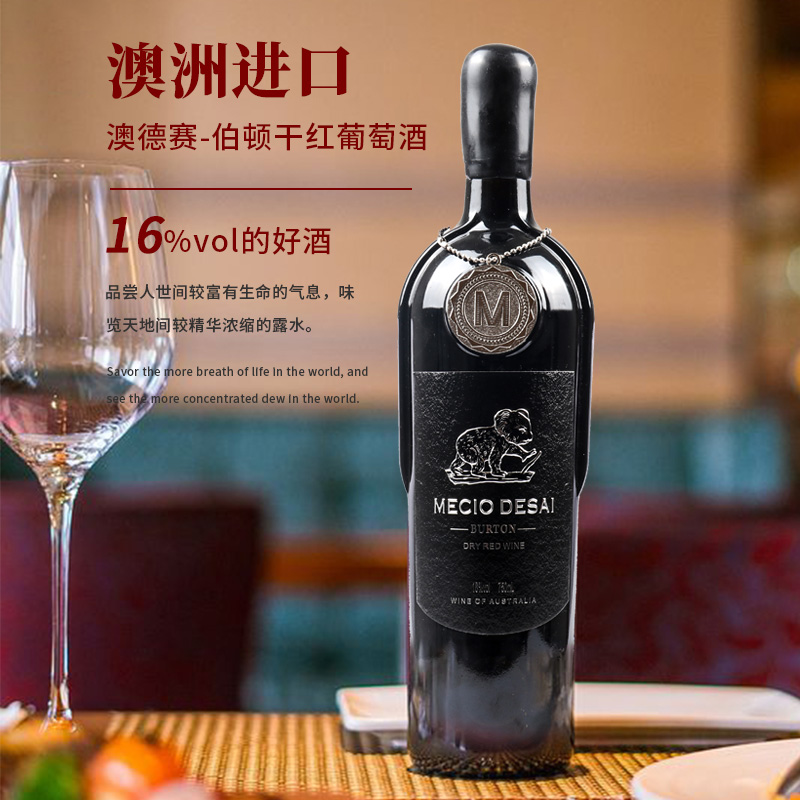 澳洲进口
澳德赛-伯顿干红葡萄酒
16%vol的好酒
品尝人世间较富有生命的气息，味
览天地间较精华浓缩的露水。
Savor the more breath of life in the world, and
see the more concentrated dew in the world.
M
MECIO DESAI
BURTON
DRY RED WINE
WINE OF AUSTRALIA